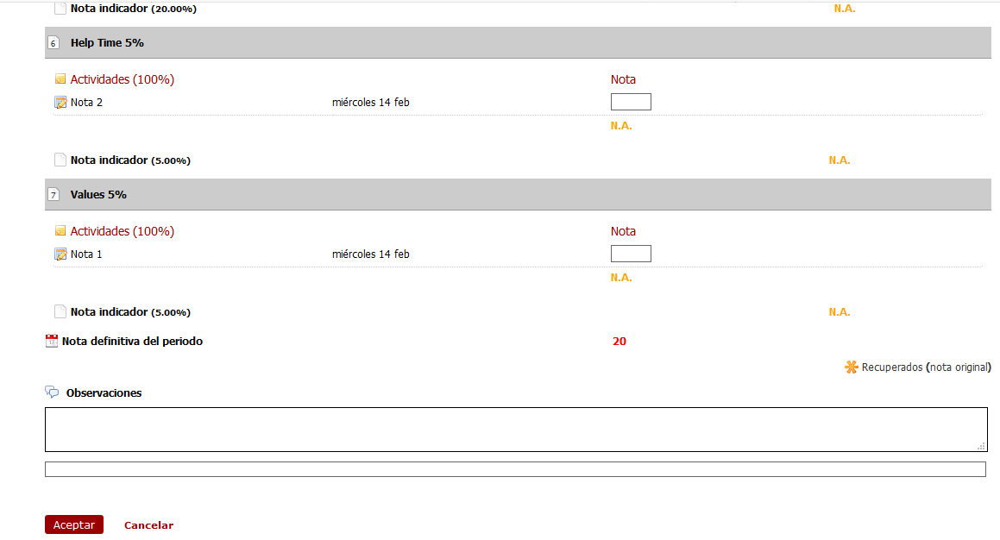 Nota indicador (20.00%) N.A.
6 Help Time 5%
Actividades (100%) Nota
Nota 2 miércoles 14 feb
N.A.
Nota indicador (5.00%) N.A.
7 Values 5%
Actividades (100%) Nota
Nota 1 miércoles 14 feb
N.A.
Nota indicador (5.00%) N.A.
Nota definitiva del periodo 20
Recuperados (nota original)
Observaciones
Aceptar Cancelar